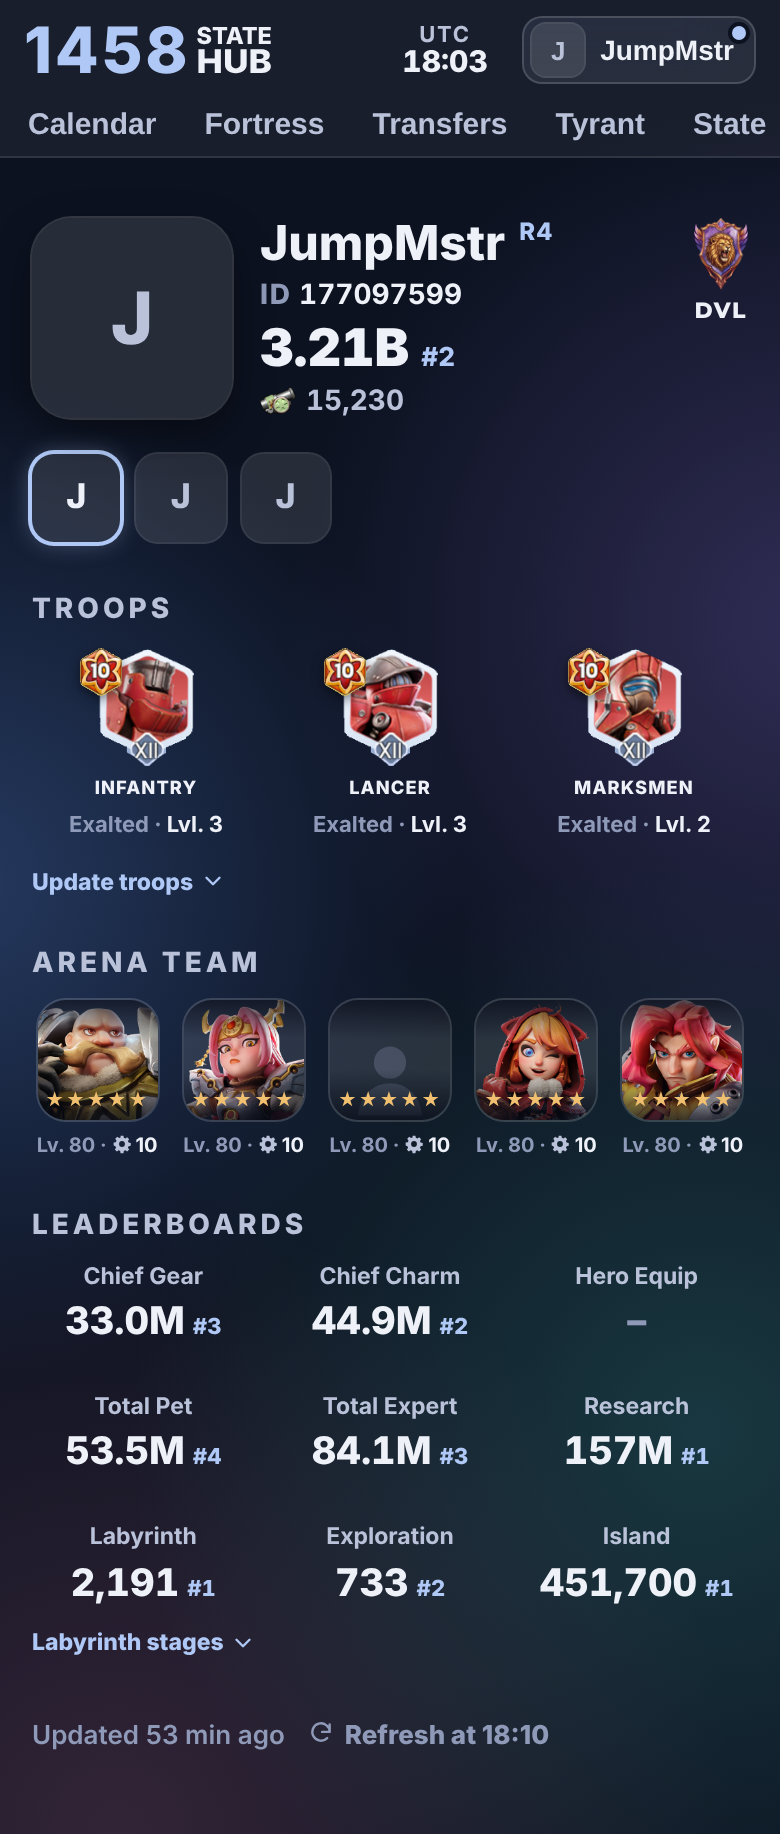 1458 STATE HUB
UTC
18:03
J JumpMstr
Calendar Fortress Transfers Tyrant State
J
JumpMstr R4
ID 177097599
3.21B #2
15,230
DVL
J J J
TROOPS
10 10 10
XII XII XII
INFANTRY LANCER MARKSMEN
Exalted · Lvl. 3 Exalted · Lvl. 3 Exalted · Lvl. 2
Update troops
ARENA TEAM
Lv. 80 · 10 Lv. 80 · 10 Lv. 80 · 10 Lv. 80 · 10 Lv. 80 · 10
LEADERBOARDS
Chief Gear Chief Charm Hero Equip
33.0M #3 44.9M #2 –
Total Pet Total Expert Research
53.5M #4 84.1M #3 157M #1
Labyrinth Exploration Island
2,191 #1 733 #2 451,700 #1
Labyrinth stages
Updated 53 min ago Refresh at 18:10